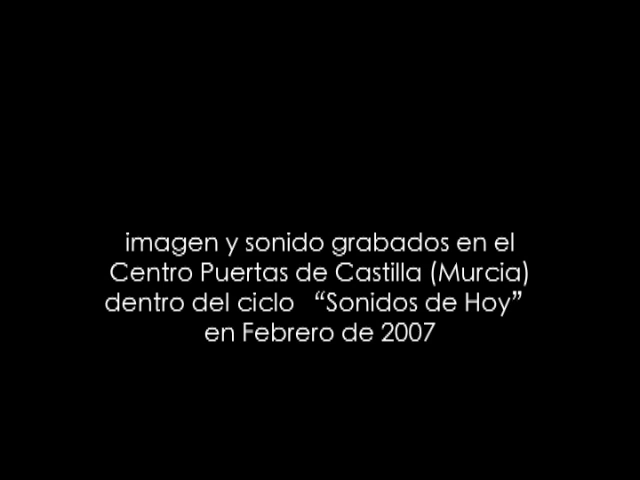 imagen y sonido grabados en el
Centro Puertas de Castilla (Murcia)
dentro del ciclo “Sonidos de Hoy”
en Febrero de 2007